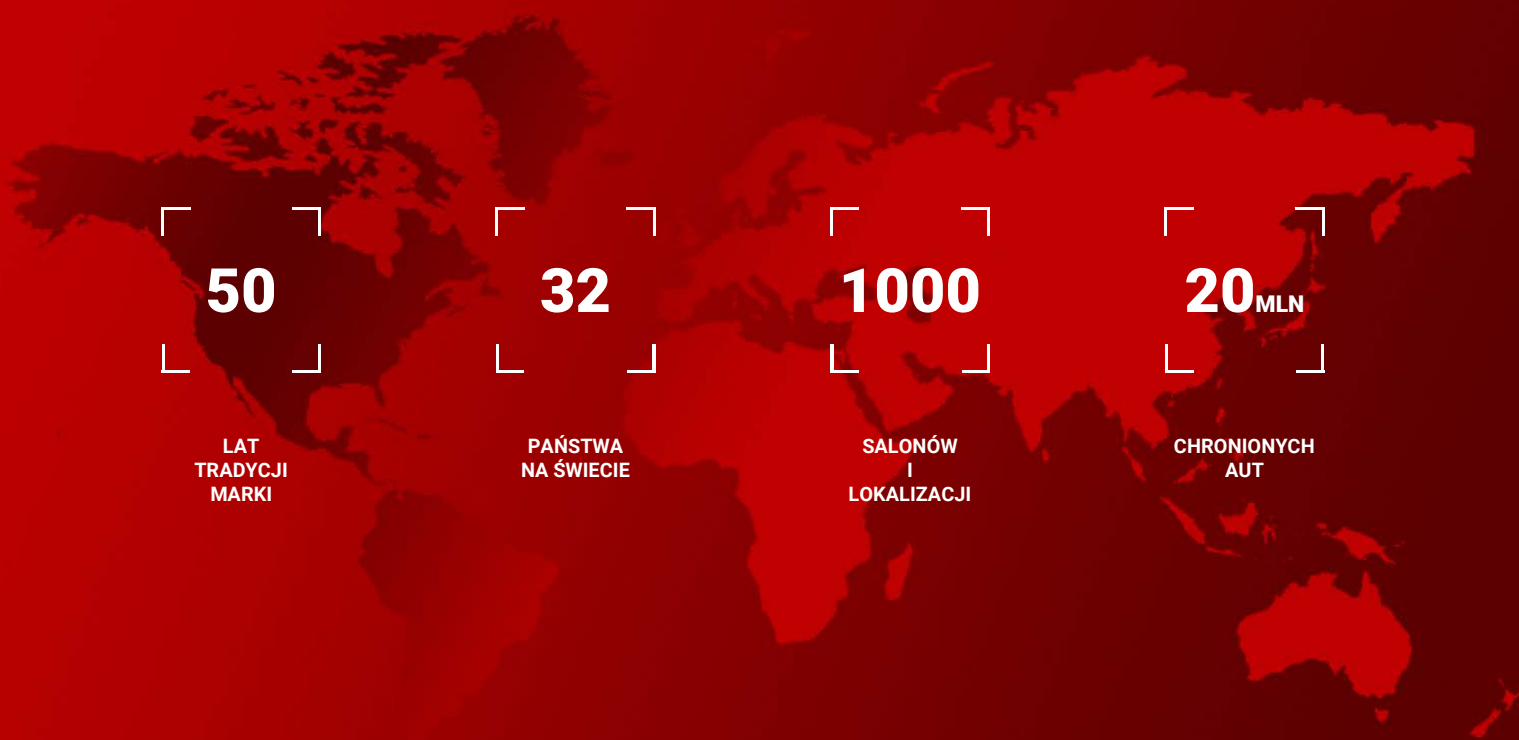 50
LAT
TRADYCJI
MARKI
32
PAŃSTWA
NA ŚWIECIE
1000
SALONÓW
I
LOKALIZACJI
20MLN
CHRONIONYCH
AUT